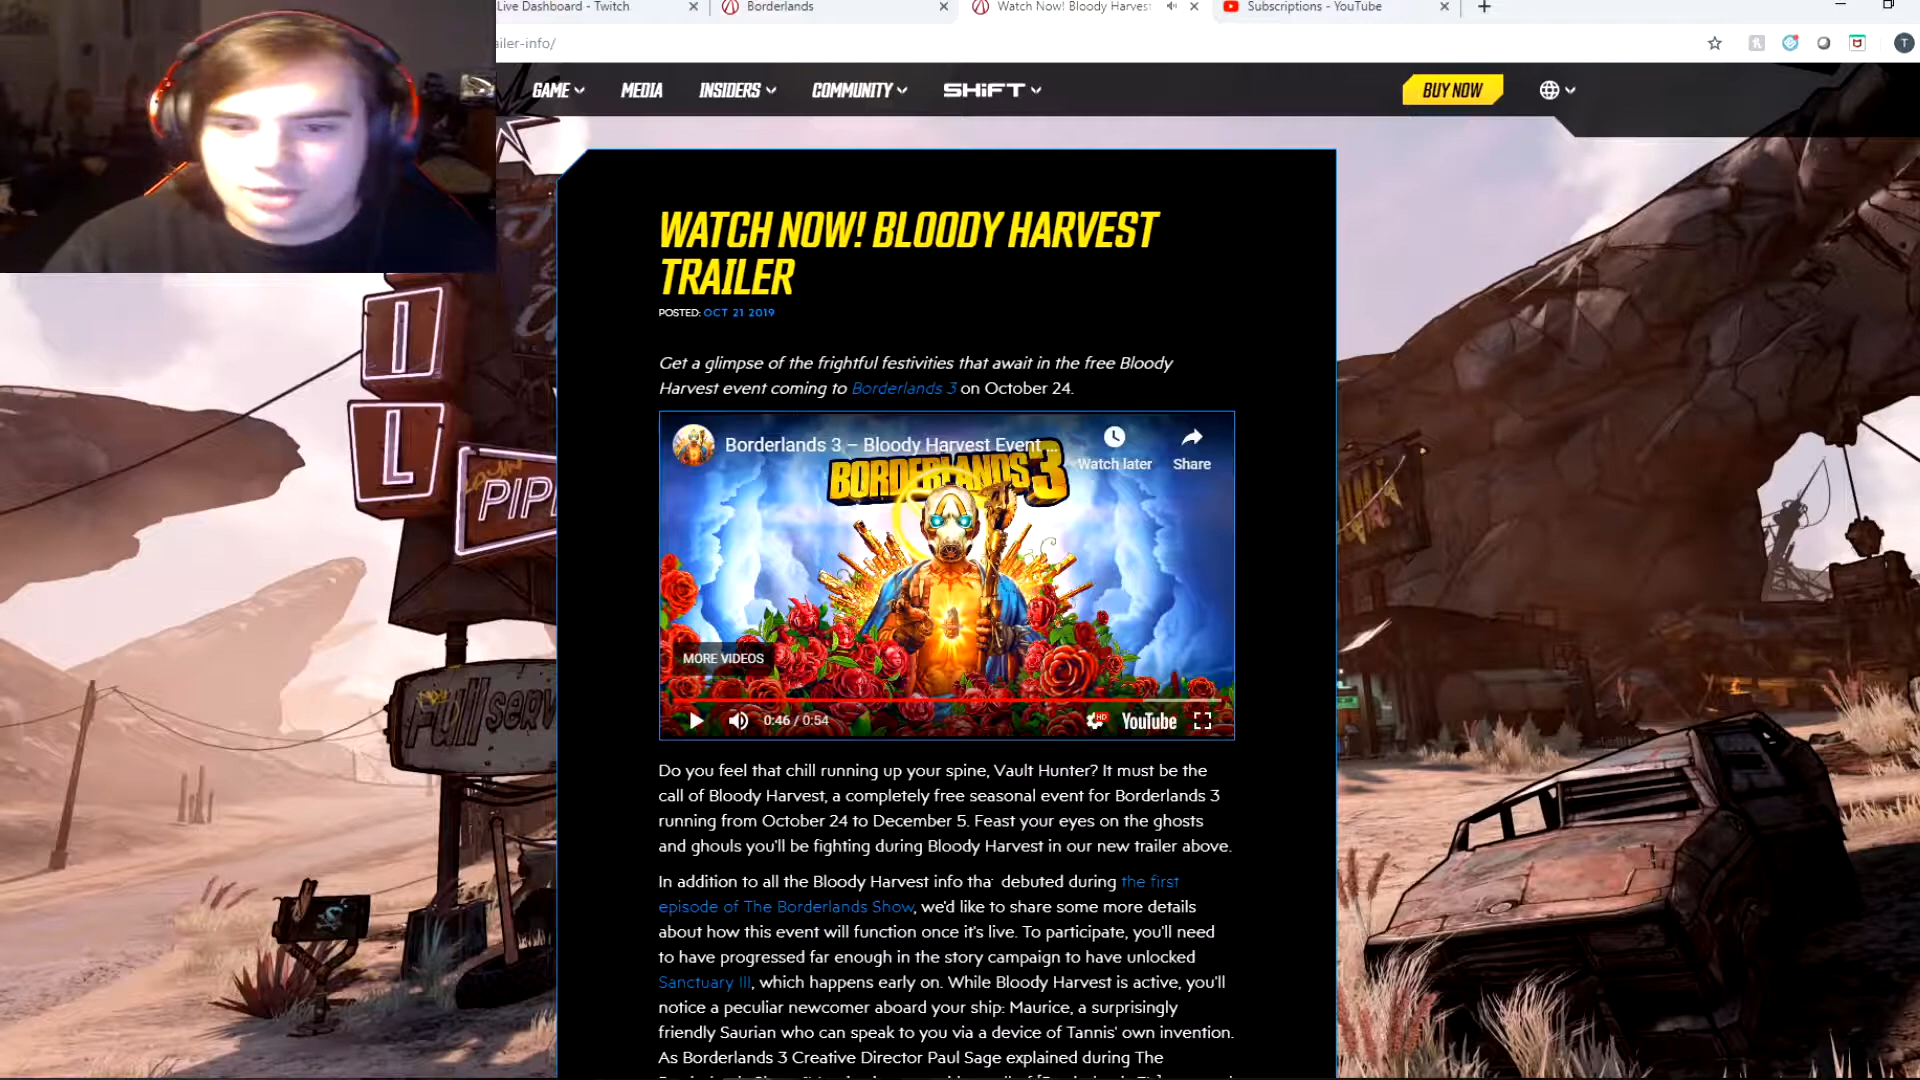 Live Dashboard - Twitch
Borderlands
Watch Now! Bloody Harvest
Subscriptions - YouTube
ailer-info/
T
GAME
MEDIA
INSIDERS
COMMUNITY
SHiFT
BUY NOW
WATCH NOW! BLOODY HARVEST
TRAILER
POSTED: OCT 21 2019
Get a glimpse of the frightful festivities that await in the free Bloody
Harvest event coming to Borderlands 3 on October 24.
Borderlands 3 – Bloody Harvest Event ...
Watch later
Share
BORDERLANDS 3
MORE VIDEOS
0:46 / 0:54
HD
YouTube
I
L
PIP
Full serv
Do you feel that chill running up your spine, Vault Hunter? It must be the
call of Bloody Harvest, a completely free seasonal event for Borderlands 3
running from October 24 to December 5. Feast your eyes on the ghosts
and ghouls you'll be fighting during Bloody Harvest in our new trailer above.
In addition to all the Bloody Harvest info tha debuted during the first
episode of The Borderlands Show, we'd like to share some more details
about how this event will function once it's live. To participate, you'll need
to have progressed far enough in the story campaign to have unlocked
Sanctuary III, which happens early on. While Bloody Harvest is active, you'll
notice a peculiar newcomer aboard your ship: Maurice, a surprisingly
friendly Saurian who can speak to you via a device of Tannis' own invention.
As Borderlands 3 Creative Director Paul Sage explained during The